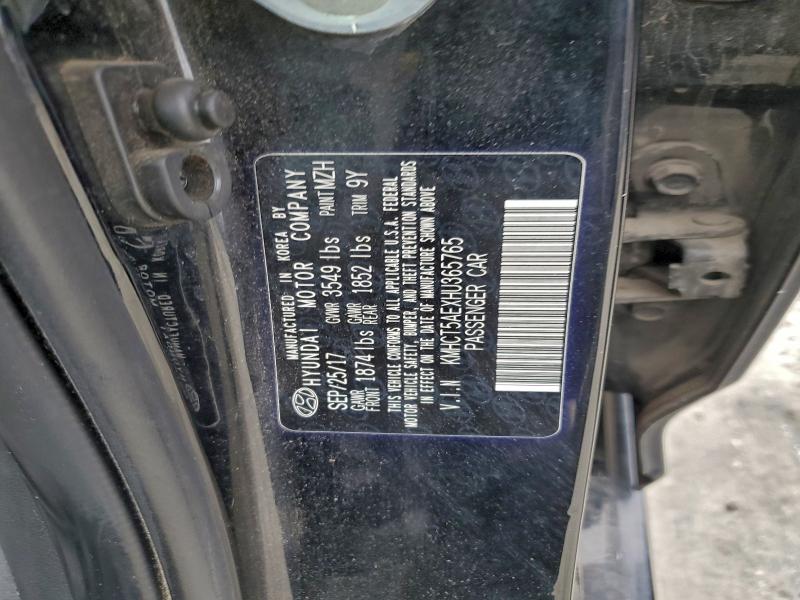 MANUFACTURED IN KOREA BY
HYUNDAI MOTOR COMPANY
SEP/25/17 GVWR 3549 lbs PAINT MZH
GAWR FRONT 1874 lbs GAWR REAR 1852 lbs TRIM 9Y
THIS VEHICLE CONFORMS TO ALL APPLICABLE U.S.A. FEDERAL
MOTOR VEHICLE SAFETY, BUMPER, AND THEFT PREVENTION STANDARDS
IN EFFECT ON THE DATE OF MANUFACTURE SHOWN ABOVE
V.I.N KMHCT5AEXHU365765
PASSENGER CAR